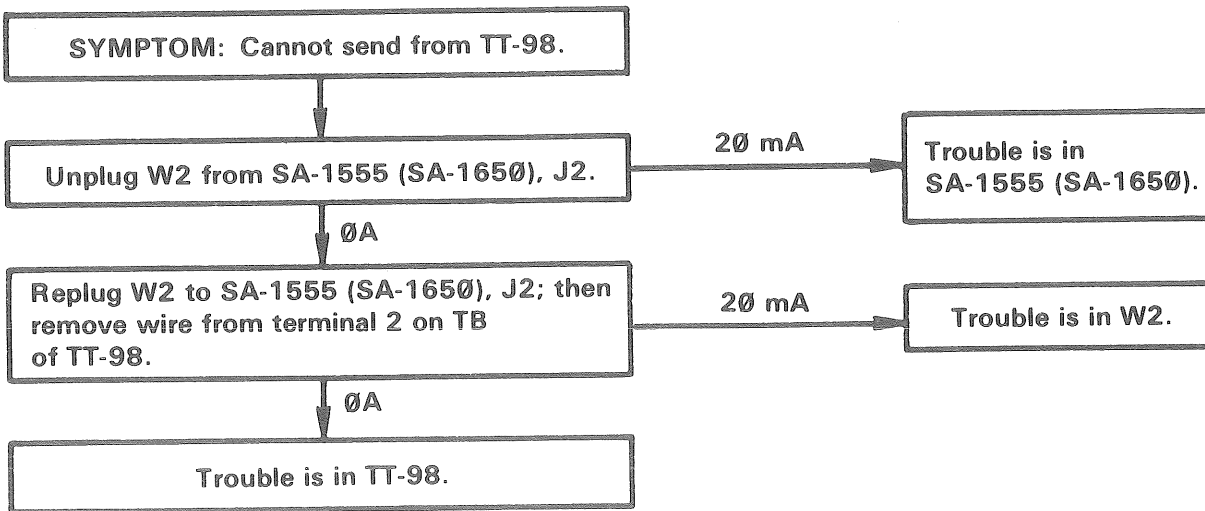 SYMPTOM: Cannot send from TT-98.
Unplug W2 from SA-1555 (SA-165Ø), J2.
2Ø mA
Trouble is in
SA-1555 (SA-165Ø).
ØA
Replug W2 to SA-1555 (SA-165Ø), J2; then
remove wire from terminal 2 on TB
of TT-98.
2Ø mA
Trouble is in W2.
ØA
Trouble is in TT-98.